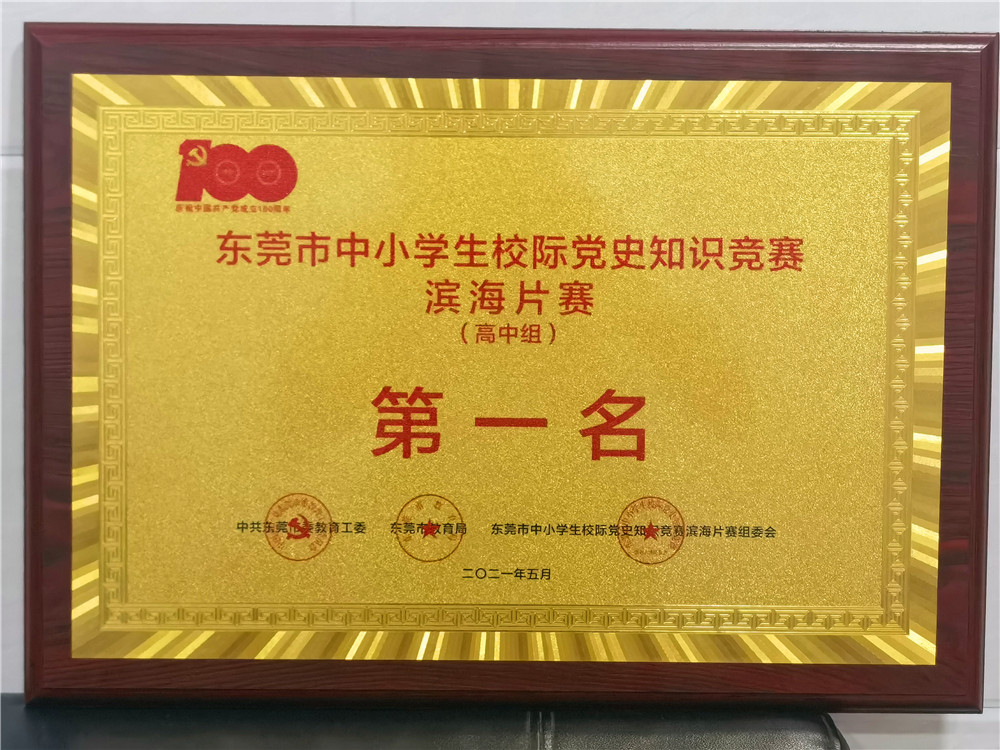 100
庆祝中国共产党成立100周年
东莞市中小学生校际党史知识竞赛
滨海片赛
（高中组）
第一名
中共东莞市委教育工委 东莞市教育局 东莞市中小学生校际党史知识竞赛滨海片赛组委会
二〇二一年五月